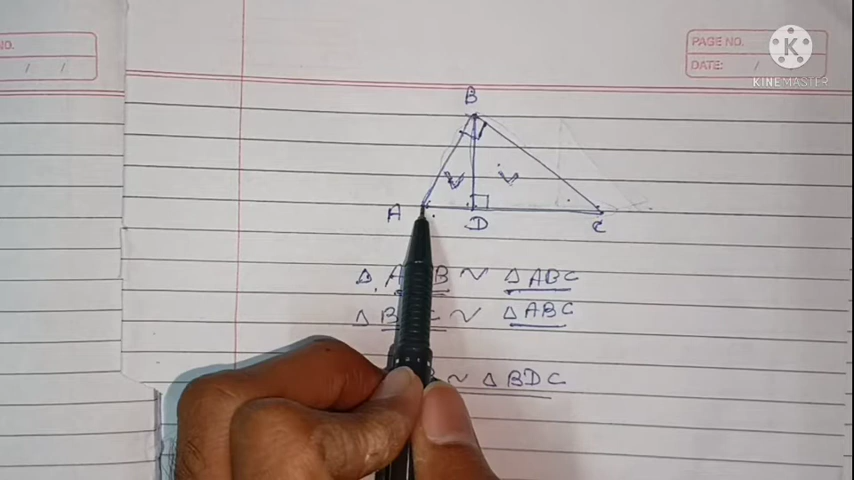 NO.
/ /
PAGE NO.
DATE: / /
K
KINEMASTER
B
A
D
C
Δ A B ~ Δ ABC
Δ B C ~ Δ ABC
~ Δ BDC